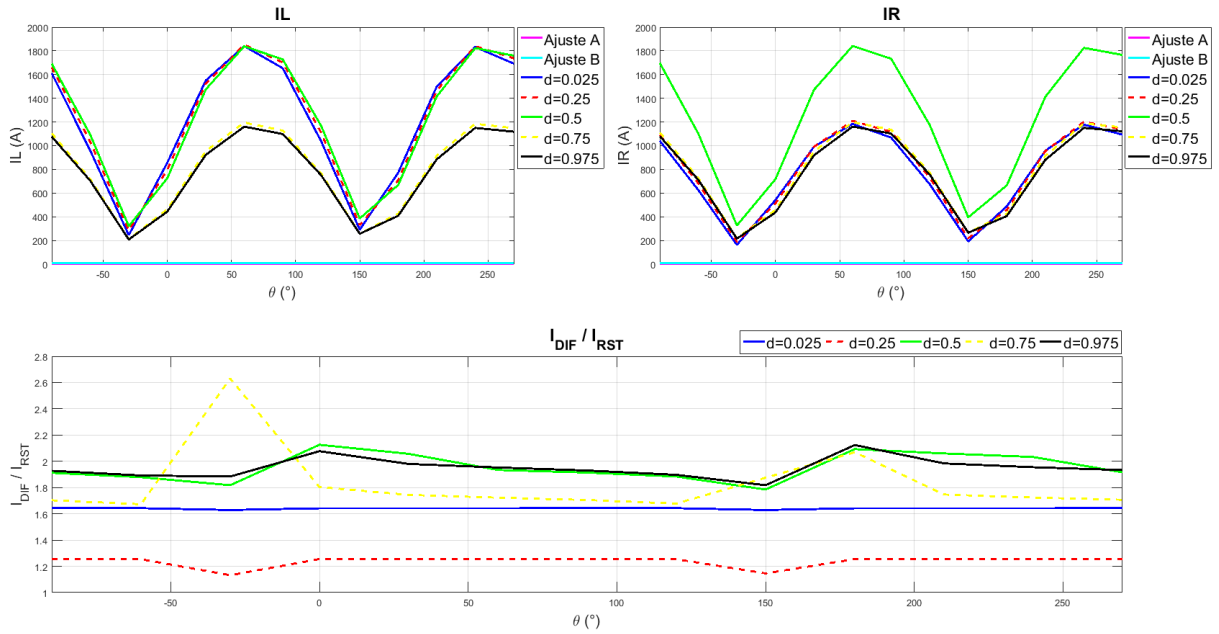 IL
2000
1800
1600
1400
1200
1000
800
600
400
200
0
IL (A)
-50 0 50 100 150 200 250
θ (°)
Ajuste A
Ajuste B
d=0.025
d=0.25
d=0.5
d=0.75
d=0.975
IR
2000
1800
1600
1400
1200
1000
800
600
400
200
0
IR (A)
-50 0 50 100 150 200 250
θ (°)
Ajuste A
Ajuste B
d=0.025
d=0.25
d=0.5
d=0.75
d=0.975
I_DIF / I_RST
d=0.025 d=0.25 d=0.5 d=0.75 d=0.975
2.8
2.6
2.4
2.2
2
1.8
1.6
1.4
1.2
1
I_DIF / I_RST
-50 0 50 100 150 200 250
θ (°)